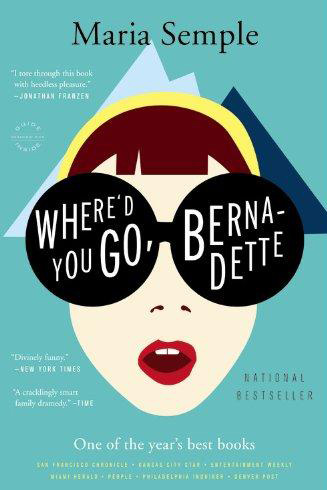 Maria Semple
"I tore through this book
with heedless pleasure."
—JONATHAN FRANZEN
GUIDE
INSIDE
WHERE'D
YOU GO,
BERNA-
DETTE
"Divinely funny."
—NEW YORK TIMES
"A cracklingly smart
family dramedy." —TIME
NATIONAL
BESTSELLER
One of the year's best books
SAN FRANCISCO CHRONICLE • KANSAS CITY STAR • ENTERTAINMENT WEEKLY
MIAMI HERALD • PEOPLE • PHILADELPHIA INQUIRER • DENVER POST